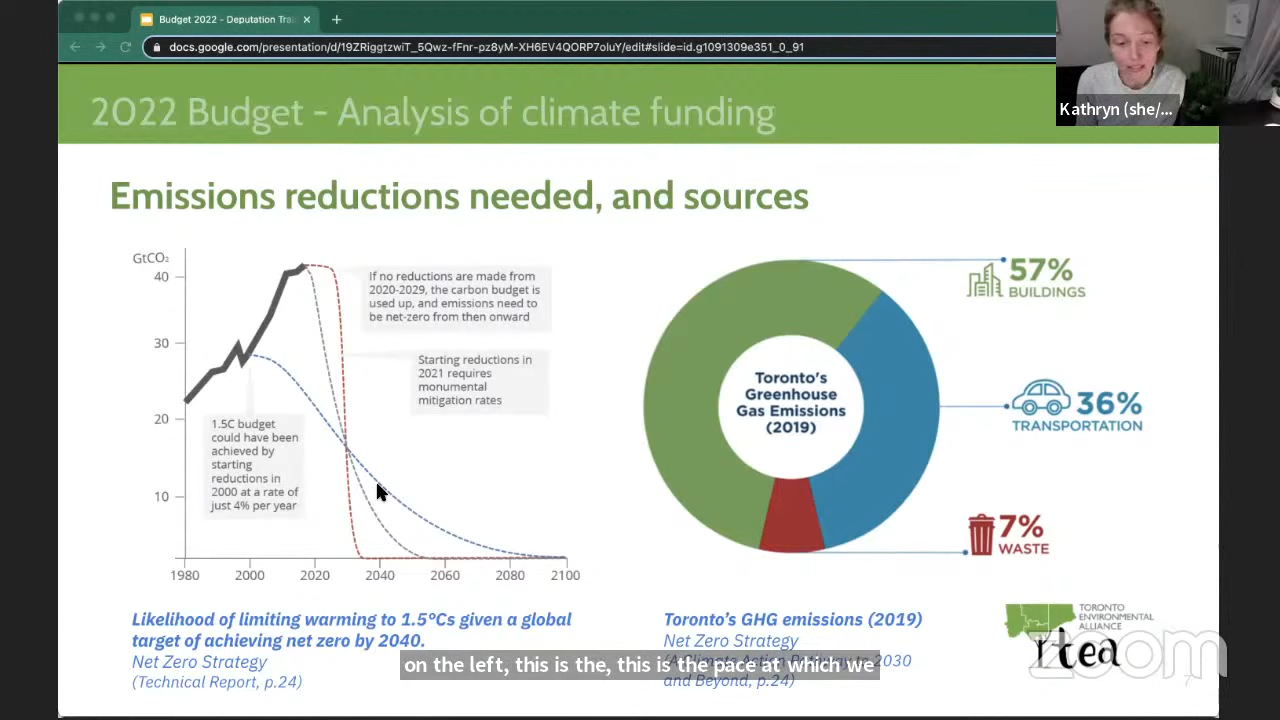 Budget 2022 - Deputation Trai
docs.google.com/presentation/d/19ZRiggtzwiT_5Qwz-fFnr-pz8yM-XH6EV4QORP7oluY/edit#slide=id.g1091309e351_0_91
Kathryn (she/...
2022 Budget - Analysis of climate funding
Emissions reductions needed, and sources
GtCO₂
40
30
20
10
1980
2000
2020
2040
2060
2080
2100
If no reductions are made from
2020-2029, the carbon budget is
used up, and emissions need to
be net-zero from then onward
Starting reductions in
2021 requires
monumental
mitigation rates
1.5C budget
could have been
achieved by
starting
reductions in
2000 at a rate of
just 4% per year
Toronto's
Greenhouse
Gas Emissions
(2019)
57%
BUILDINGS
36%
TRANSPORTATION
7%
WASTE
Likelihood of limiting warming to 1.5°Cs given a global
target of achieving net zero by 2040.
Net Zero Strategy
(Technical Report, p.24)
Toronto's GHG emissions (2019)
Net Zero Strategy
(A Climate Action Pathway to 2030
and Beyond, p.24)
TORONTO
ENVIRONMENTAL
ALLIANCE
tea
zoom
7
on the left, this is the, this is the pace at which we